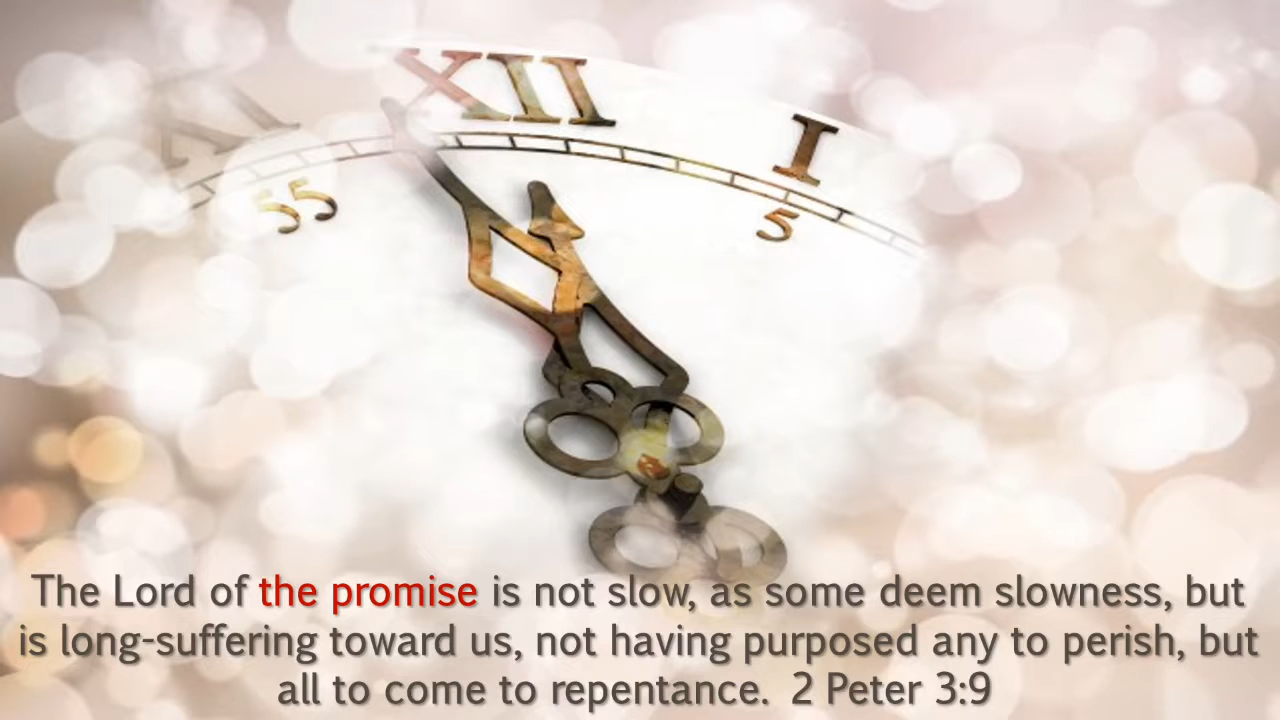 XI XII I
55 5
The Lord of the promise is not slow, as some deem slowness, but
is long-suffering toward us, not having purposed any to perish, but
all to come to repentance.  2 Peter 3:9